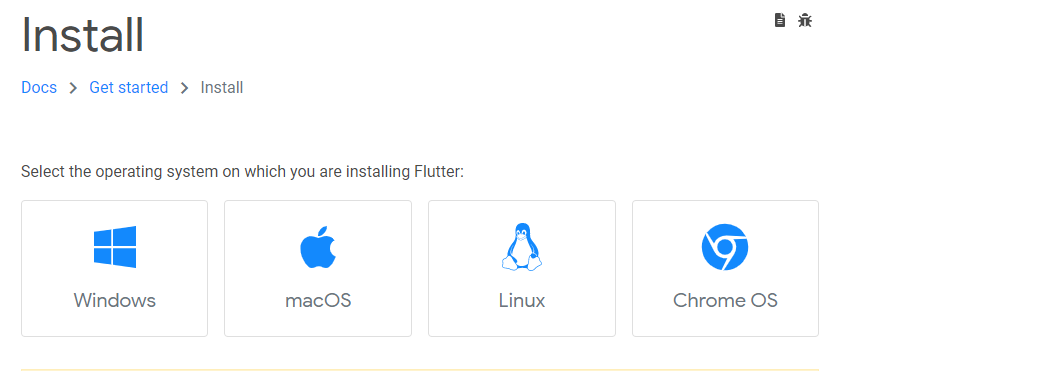 Install
Docs > Get started > Install
Select the operating system on which you are installing Flutter:
Windows macOS Linux Chrome OS